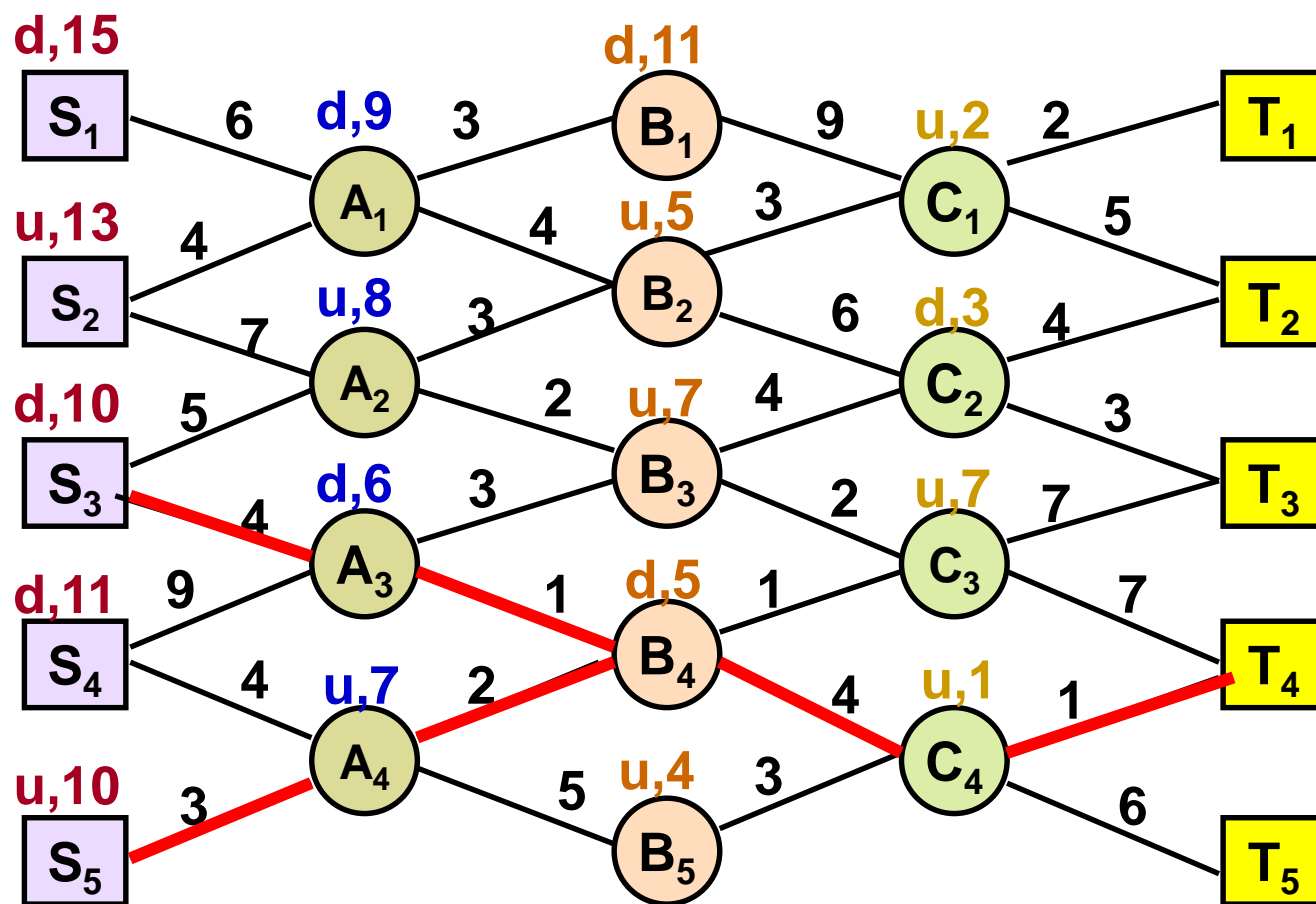 d,15
d,11
S1
6
d,9
3
B1
9
u,2
2
T1
A1
C1
u,13
4
4
u,5
3
5
S2
u,8
B2
d,3
T2
7
3
6
4
d,10
A2
C2
5
2
u,7
4
3
S3
d,6
3
B3
u,7
7
T3
4
2
A3
C3
d,11
9
1
d,5
1
7
S4
4
u,7
2
B4
4
u,1
1
T4
A4
C4
u,10
3
5
u,4
3
6
S5
B5
T5